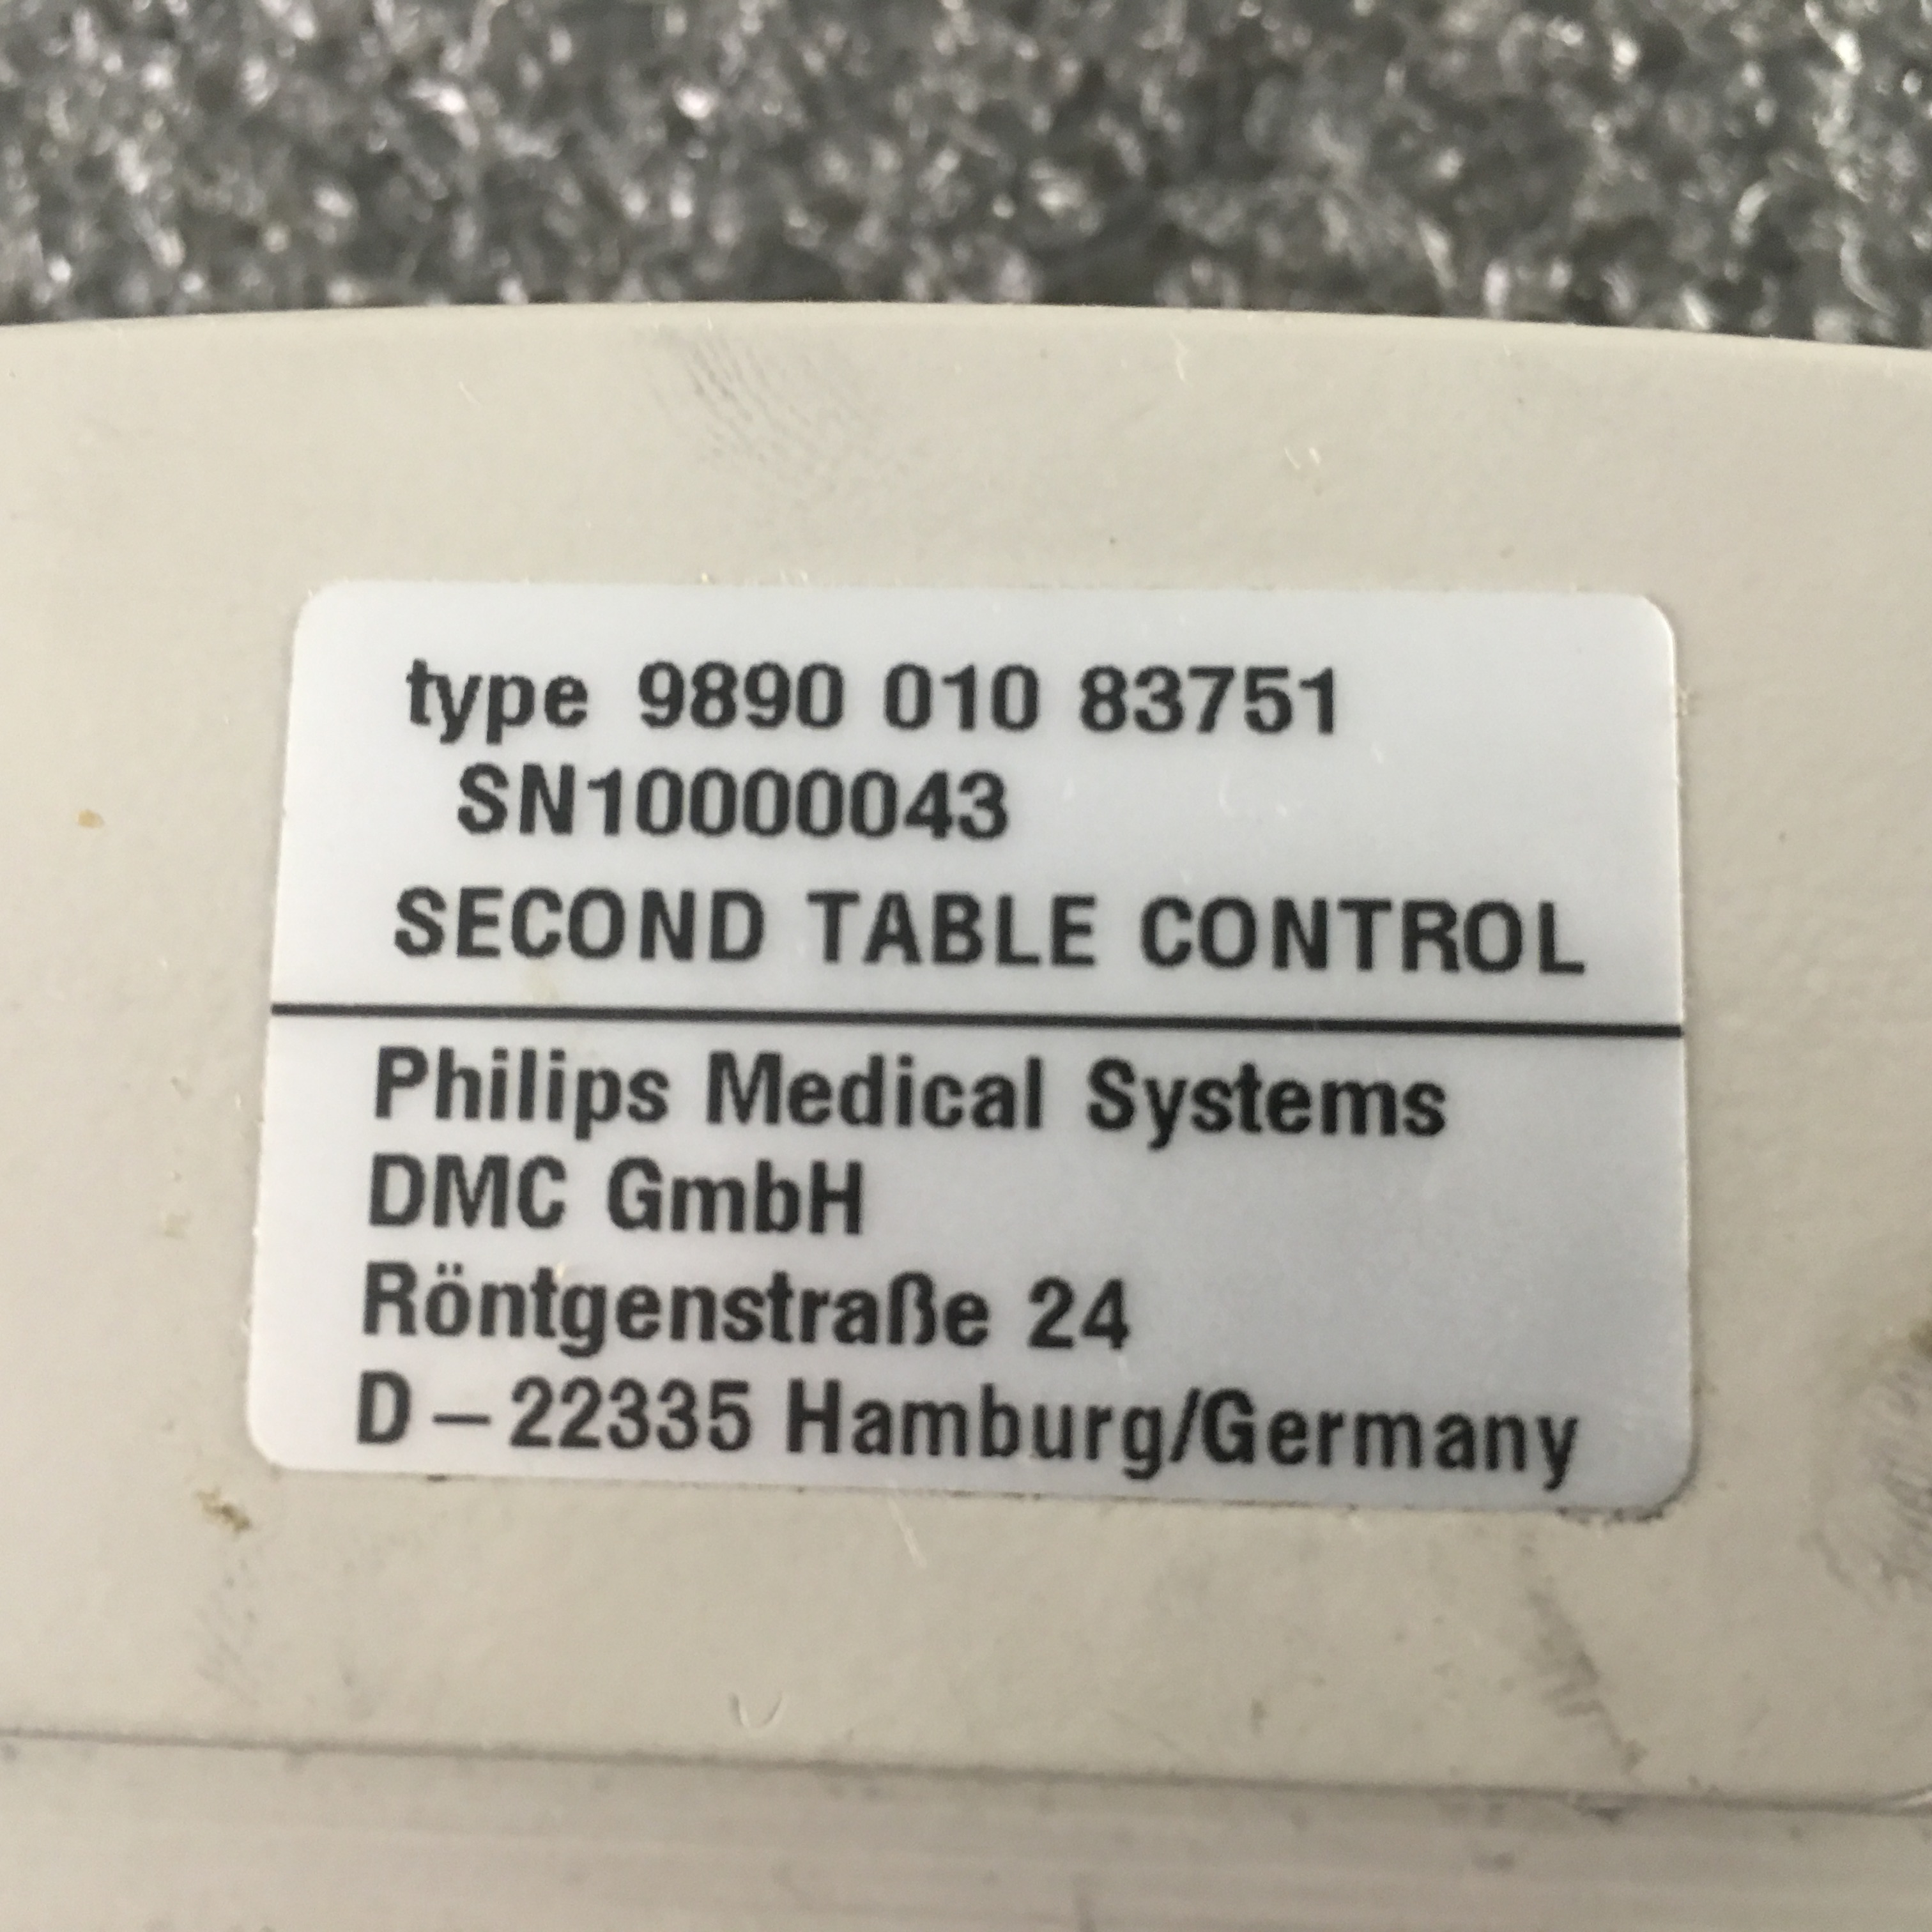 type 9890 010 83751
SN10000043
SECOND TABLE CONTROL
Philips Medical Systems
DMC GmbH
Röntgenstraße 24
D–22335 Hamburg/Germany